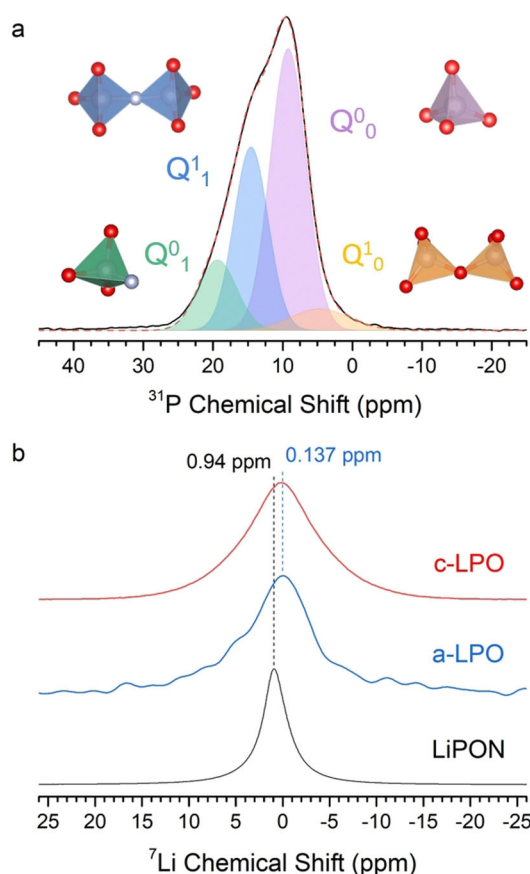 a
Q⁰₀
Q¹₁
Q⁰₁
Q¹₀
40 30 20 10 0 -10 -20
³¹P Chemical Shift (ppm)
b
0.94 ppm
0.137 ppm
c-LPO
a-LPO
LiPON
25 20 15 10 5 0 -5 -10 -15 -20 -25
⁷Li Chemical Shift (ppm)